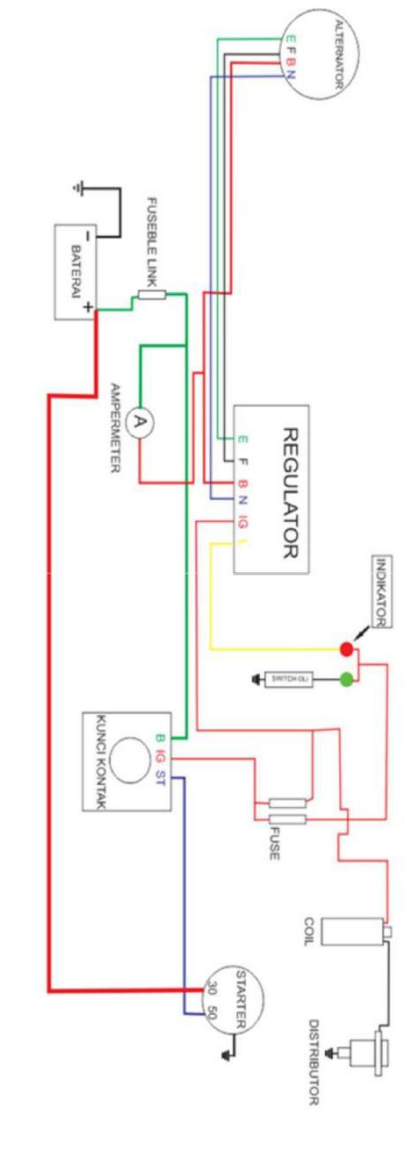 ALTERNATOR
E
F
B
N
FUSEBLE LINK
-
BATERAI
+
A
AMPERMETER
REGULATOR
E
F
B
N
IG
L
INDIKATOR
SWITCH OLI
KUNCI KONTAK
B
IG
ST
FUSE
COIL
STARTER
30
50
DISTRIBUTOR